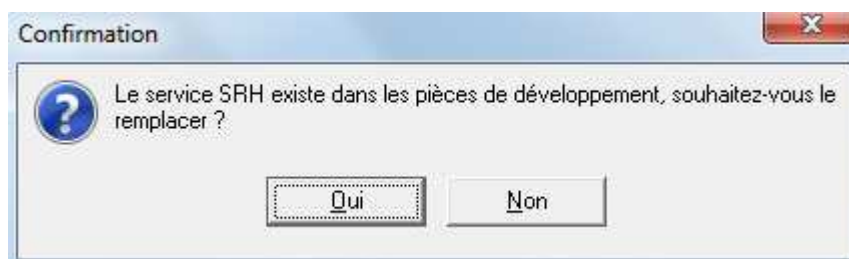 Confirmation
Le service SRH existe dans les pièces de développement, souhaitez-vous le
remplacer ?
Oui Non